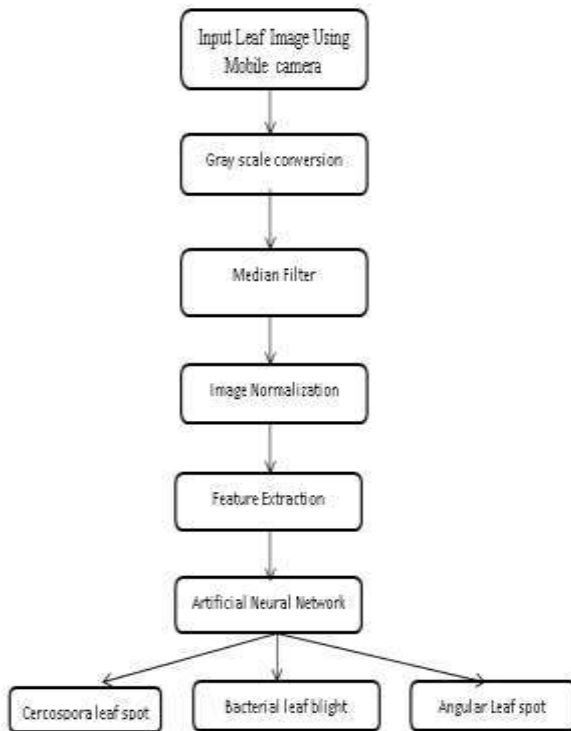 Input Leaf Image Using
Mobile camera
Gray scale conversion
Median Filter
Image Normalization
Feature Extraction
Artificial Neural Network
Cercospora leaf spot
Bacterial leaf blight
Angular Leaf spot